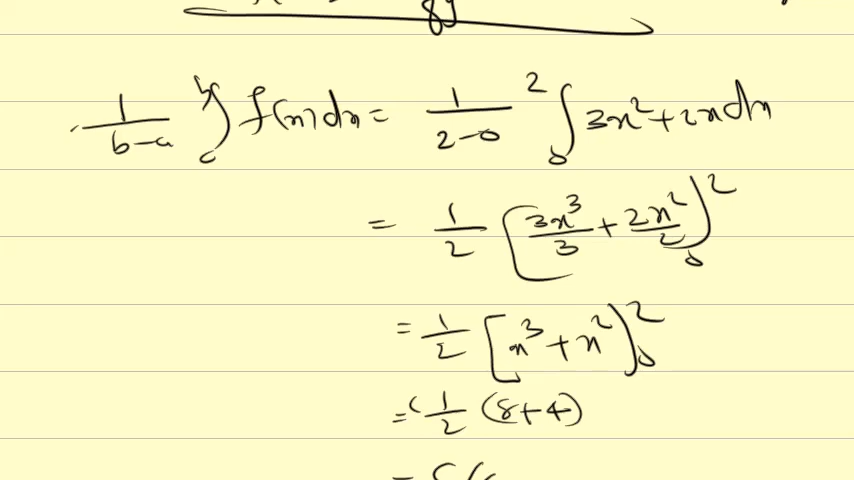 1/(b-a) ∫ f(x)dx = 1/(2-0) ∫₀² 3x²+2x dx
= 1/2 [3x³/3 + 2x²/2]₀²
= 1/2 [x³+x²]₀²
= 1/2 (8+4)
=